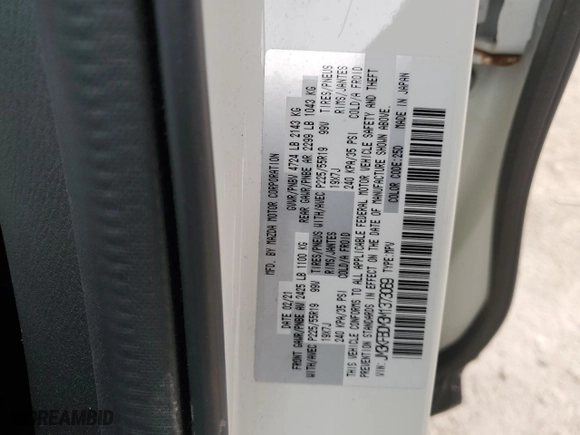 MFD. BY MAZDA MOTOR CORPORATION
DATE: 02/21 GWVR/PNBV 4724 LB 2143 KG
FRONT GAWR/PNBE AV 2425 LB 1100 KG REAR GAWR/PNBE AR 2299 LB 1043 KG
WITH/AVEC P225/55R19 99V TIRES/PNEUS WITH/AVEC P225/55R19 99V TIRES/PNEUS
19X7J RIMS/JANTES 19X7J RIMS/JANTES
240 KPA/35 PSI COLD/A FROID 240 KPA/35 PSI COLD/A FROID
THIS VEHICLE CONFORMS TO ALL APPLICABLE FEDERAL MOTOR VEHICLE SAFETY AND THEFT
PREVENTION STANDARDS IN EFFECT ON THE DATE OF MANUFACTURE SHOWN ABOVE.
VIN: JM3KFBDM3M1373069 TYPE: MPV COLOR CODE: 25D MADE IN JAPAN
DREAMBID